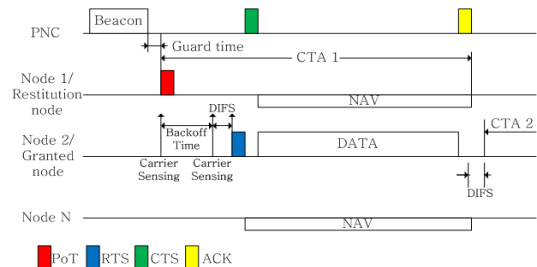 Beacon
PNC
Guard time
CTA 1
Node 1/
Restitution
node
NAV
DIFS
CTA 2
Node 2/
Granted
node
Backoff
Time
DATA
Carrier
Sensing
Carrier
Sensing
DIFS
Node N
NAV
PoT
RTS
CTS
ACK